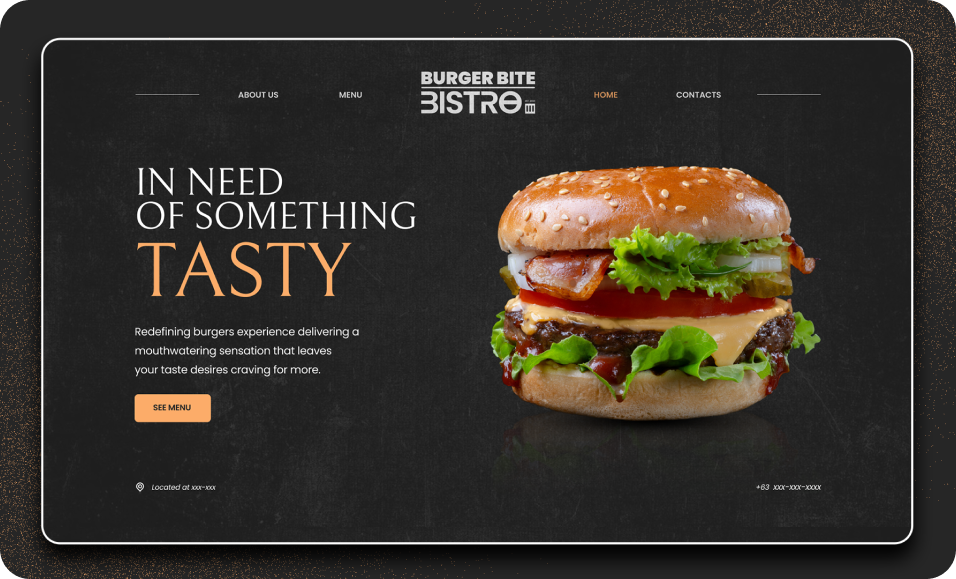 ABOUT US
MENU
BURGER BITE
BISTRO
HOME
CONTACTS
IN NEED
OF SOMETHING
TASTY
Redefining burgers experience delivering a
mouthwatering sensation that leaves
your taste desires craving for more.
SEE MENU
Located at xxx-xxx
+63 xxx-xxx-xxxx